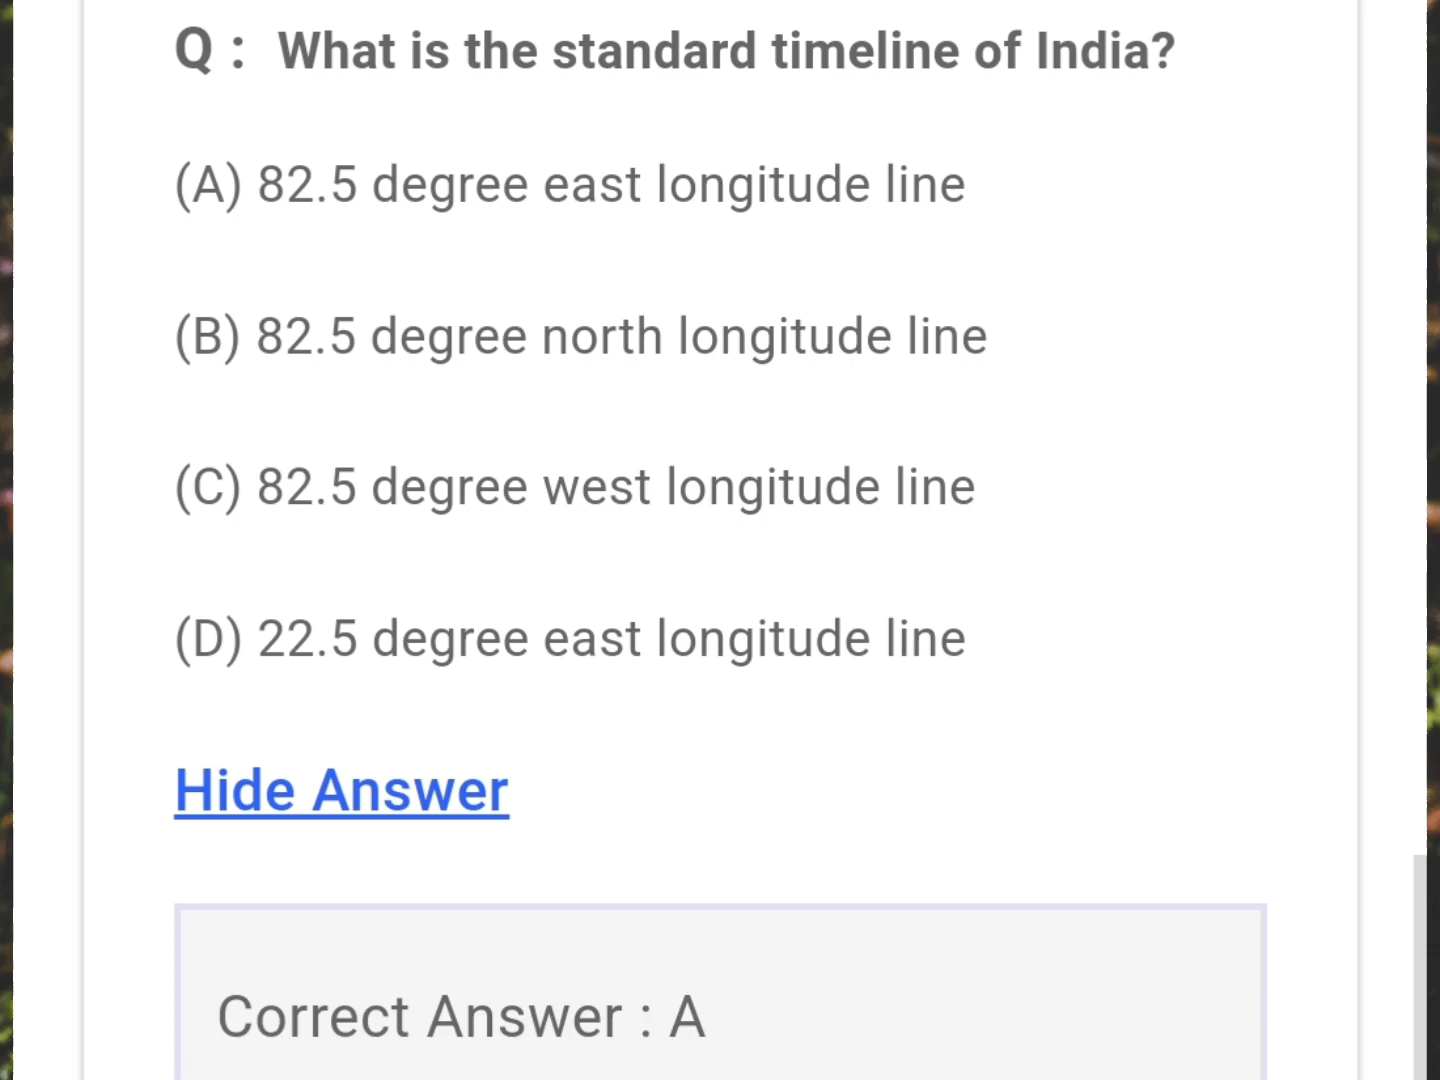 Q : What is the standard timeline of India?
(A) 82.5 degree east longitude line
(B) 82.5 degree north longitude line
(C) 82.5 degree west longitude line
(D) 22.5 degree east longitude line
Hide Answer
Correct Answer : A